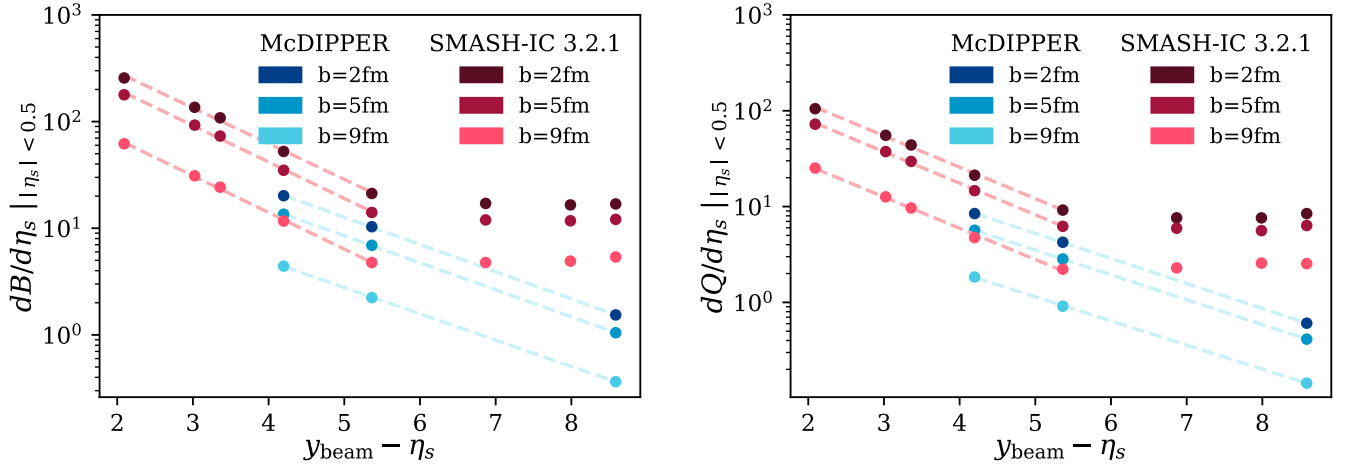 McDIPPER SMASH-IC 3.2.1
b=2fm b=2fm
b=5fm b=5fm
b=9fm b=9fm
10³
10²
10¹
10⁰
dB/dη_s ||η_s|<0.5
2 3 4 5 6 7 8
y_beam − η_s
McDIPPER SMASH-IC 3.2.1
b=2fm b=2fm
b=5fm b=5fm
b=9fm b=9fm
10³
10²
10¹
10⁰
dQ/dη_s ||η_s|<0.5
2 3 4 5 6 7 8
y_beam − η_s